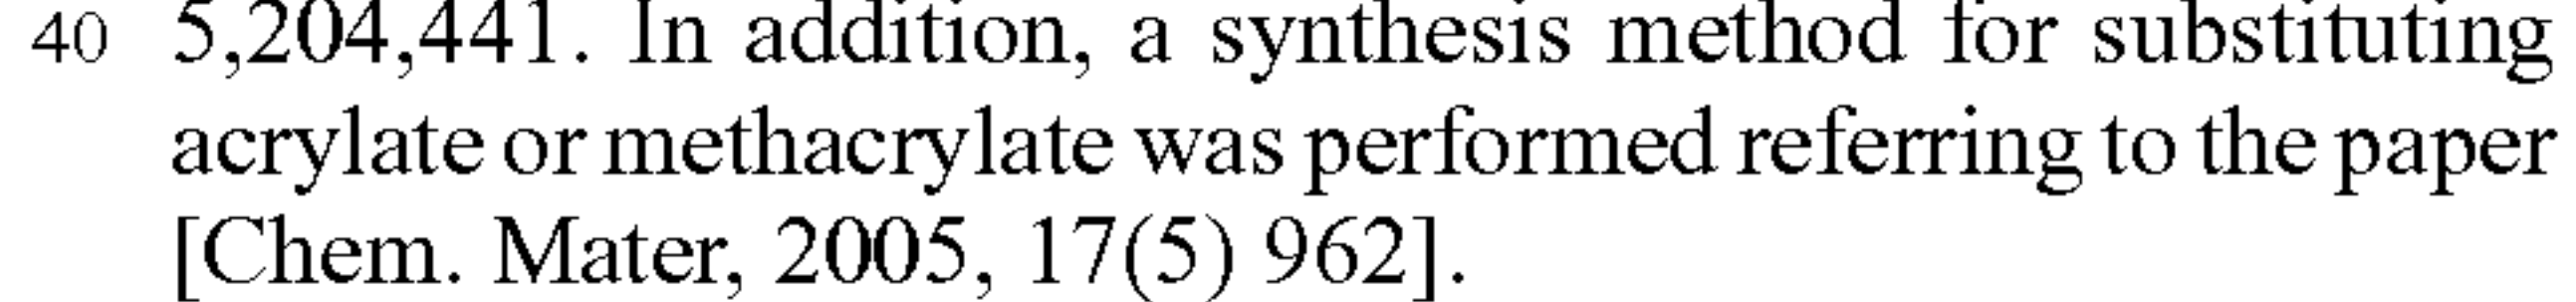 40 5,204,441. In addition, a synthesis method for substituting
acrylate or methacrylate was performed referring to the paper
[Chem. Mater, 2005, 17(5) 962].